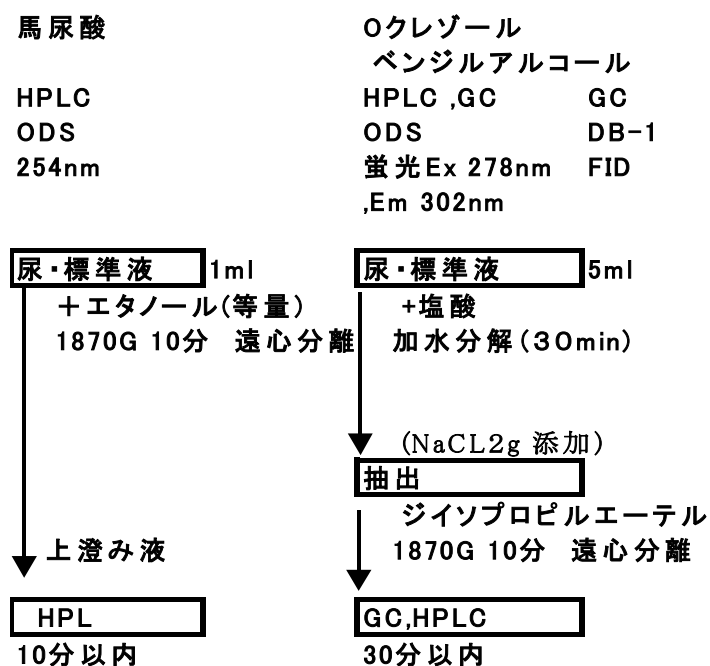 馬尿酸
HPLC
ODS
254nm
尿・標準液 1ml
＋エタノール(等量)
1870G 10分 遠心分離
上澄み液
HPL
10分以内
Oクレゾール
ベンジルアルコール
HPLC ,GC GC
ODS DB-1
蛍光Ex 278nm FID
,Em 302nm
尿・標準液 5ml
+塩酸
加水分解(30min)
(NaCL2g 添加)
抽出
ジイソプロピルエーテル
1870G 10分 遠心分離
GC,HPLC
30分以内